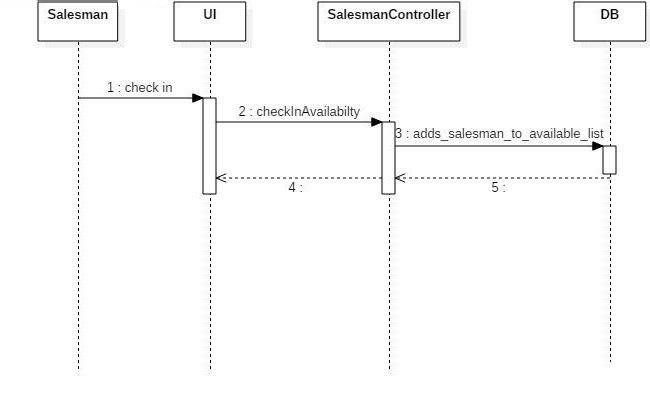 Salesman
UI
SalesmanController
DB
1 : check in
2 : checkInAvailabilty
3 : adds_salesman_to_available_list
4 :
5 :